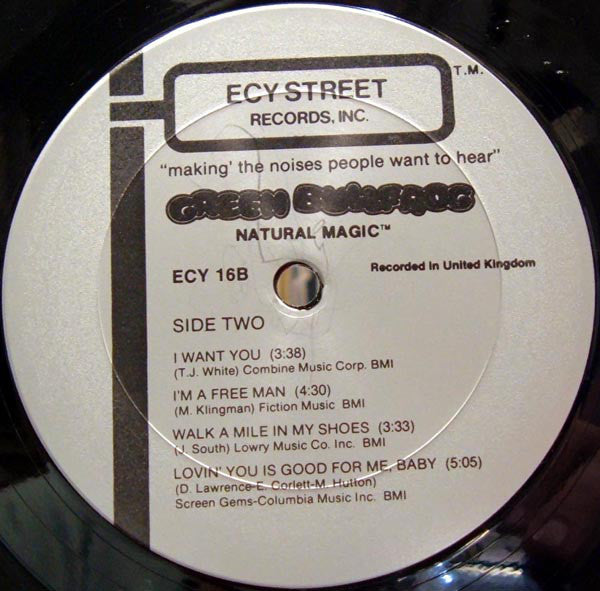 ECY STREET
T.M.
RECORDS, INC.
“making’ the noises people want to hear”
GREEN BULLFROG
NATURAL MAGIC™
ECY 16B
Recorded in United Kingdom
SIDE TWO
I WANT YOU (3:38)
(T.J. White) Combine Music Corp. BMI
I'M A FREE MAN (4:30)
(M. Klingman) Fiction Music BMI
WALK A MILE IN MY SHOES (3:33)
(J. South) Lowry Music Co. Inc. BMI
LOVIN' YOU IS GOOD FOR ME, BABY (5:05)
(D. Lawrence-E. Corlett-M. Hutton)
Screen Gems-Columbia Music Inc. BMI